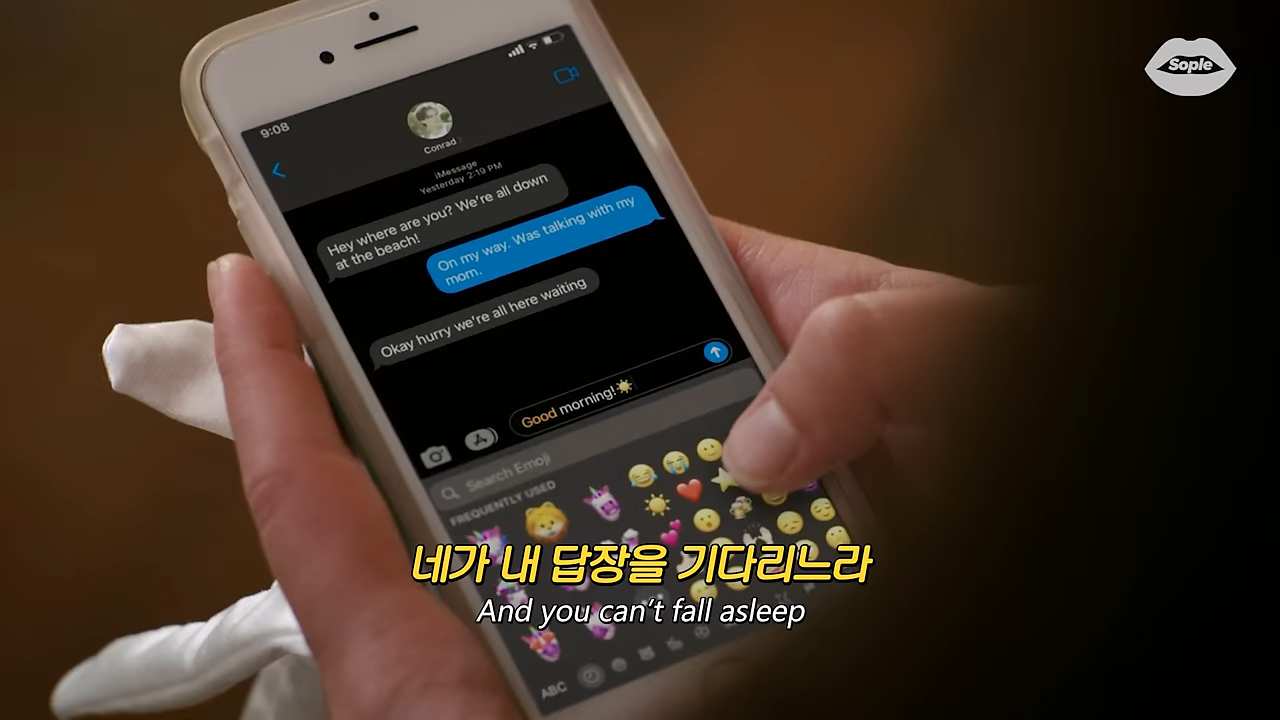 Sople
9:08
Conrad
iMessage
Yesterday 2:19 PM
Hey where are you? We're all down
at the beach!
On my way. Was talking with my
mom.
Okay hurry we're all here waiting
Good morning!☀️
Search Emoji
FREQUENTLY USED
ABC
네가 내 답장을 기다리느라
And you can't fall asleep